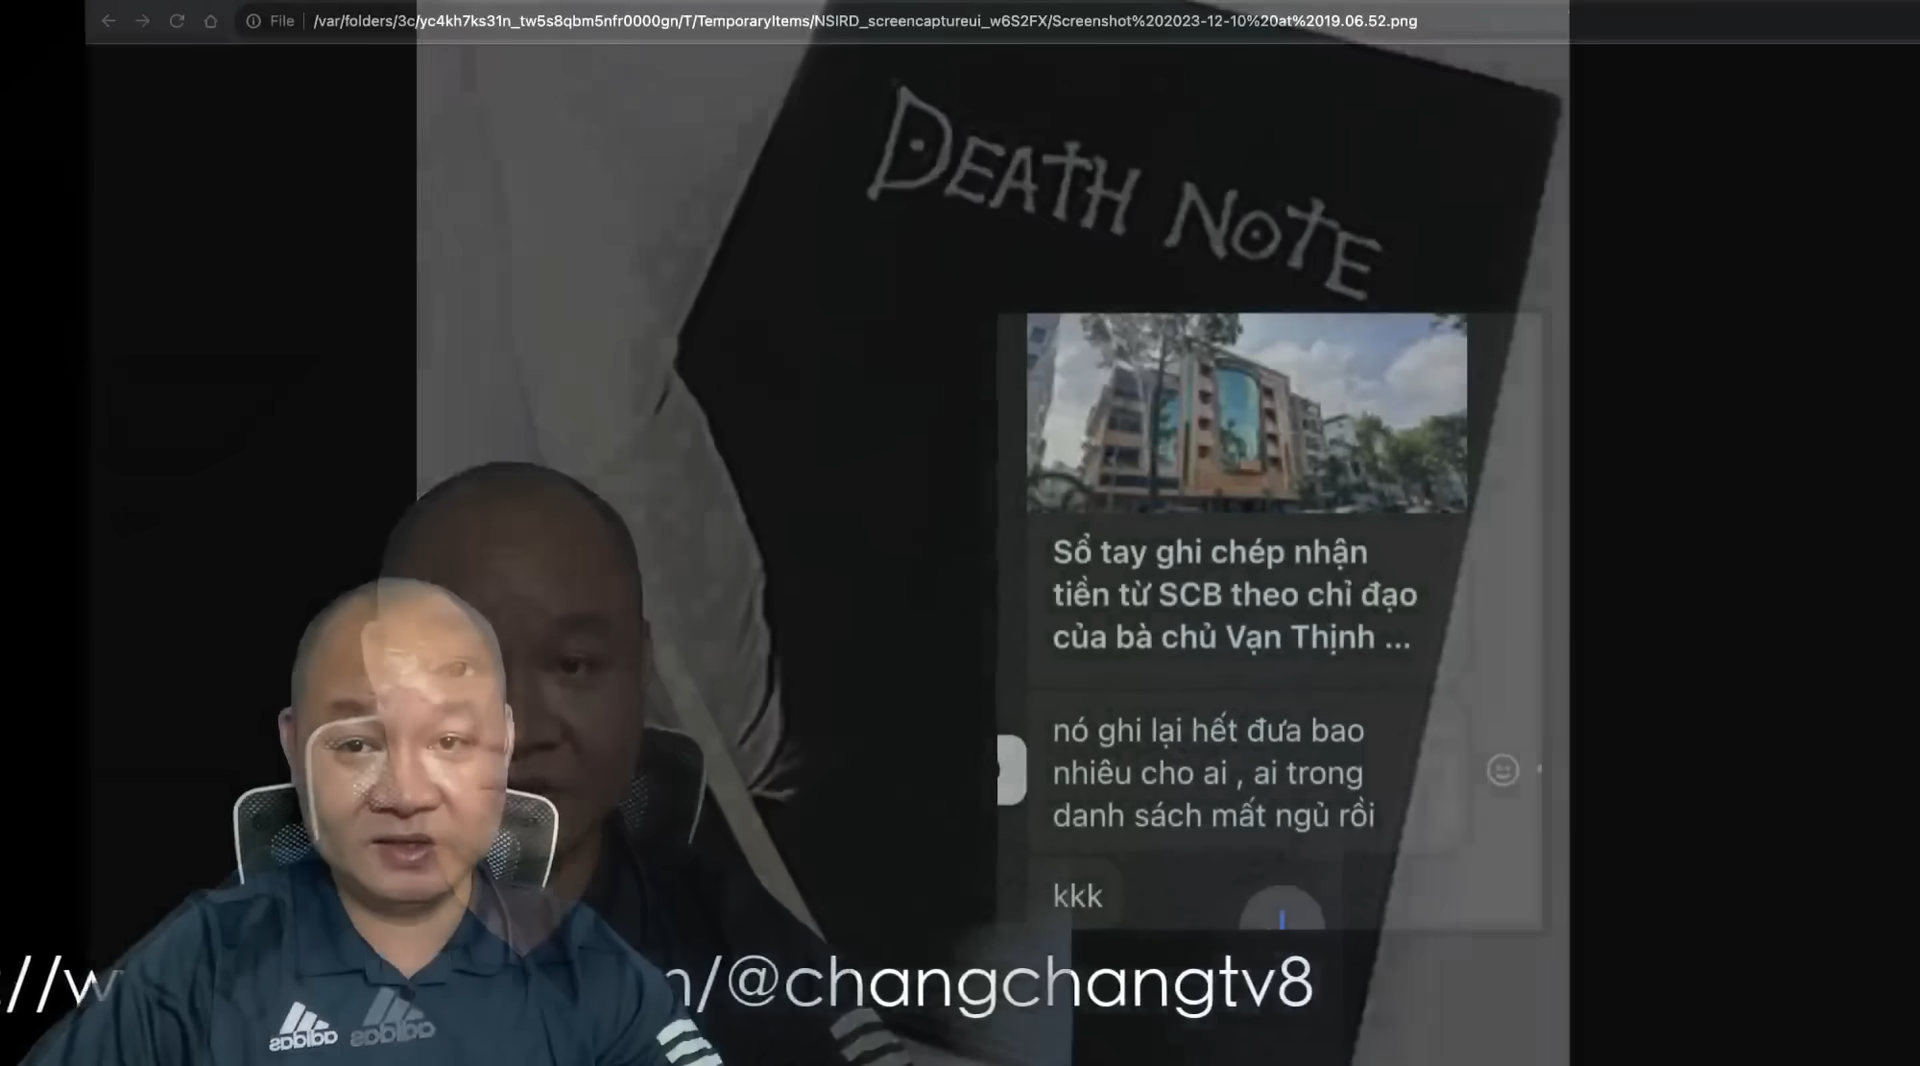 File
/var/folders/3c/yc4kh7ks31n_tw5s8qbm5nfr0000gn/T/TemporaryItems/NSIRD_screencaptureui_w6S2FX/Screenshot%202023-12-10%20at%2019.06.52.png
DEATH NOTE
Sổ tay ghi chép nhận
tiền từ SCB theo chỉ đạo
của bà chủ Vạn Thịnh ...
nó ghi lại hết đưa bao
nhiêu cho ai , ai trong
danh sách mất ngủ rồi
kkk
://w
/@changchangtv8
adidas adidas